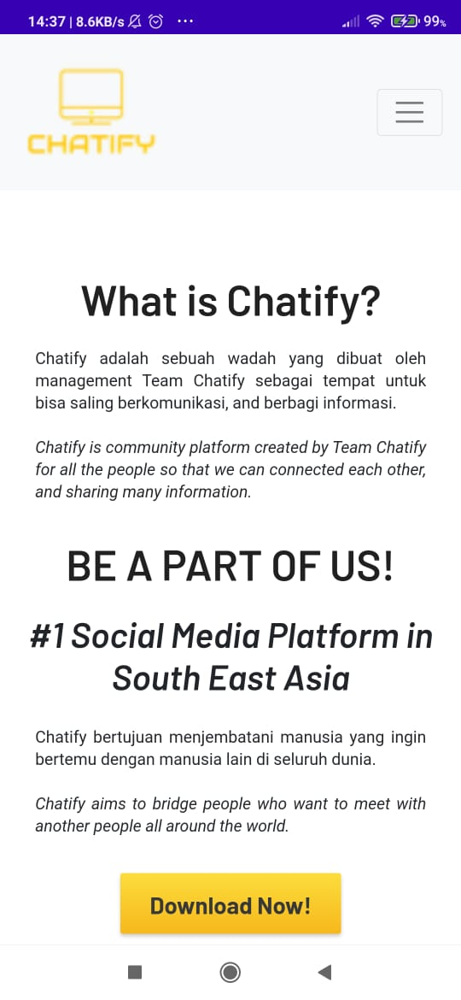 14:37 | 8.6KB/s ... 99%
CHATIFY
What is Chatify?
Chatify adalah sebuah wadah yang dibuat oleh
management Team Chatify sebagai tempat untuk
bisa saling berkomunikasi, and berbagi informasi.
Chatify is community platform created by Team Chatify
for all the people so that we can connected each other,
and sharing many information.
BE A PART OF US!
#1 Social Media Platform in
South East Asia
Chatify bertujuan menjembatani manusia yang ingin
bertemu dengan manusia lain di seluruh dunia.
Chatify aims to bridge people who want to meet with
another people all around the world.
Download Now!